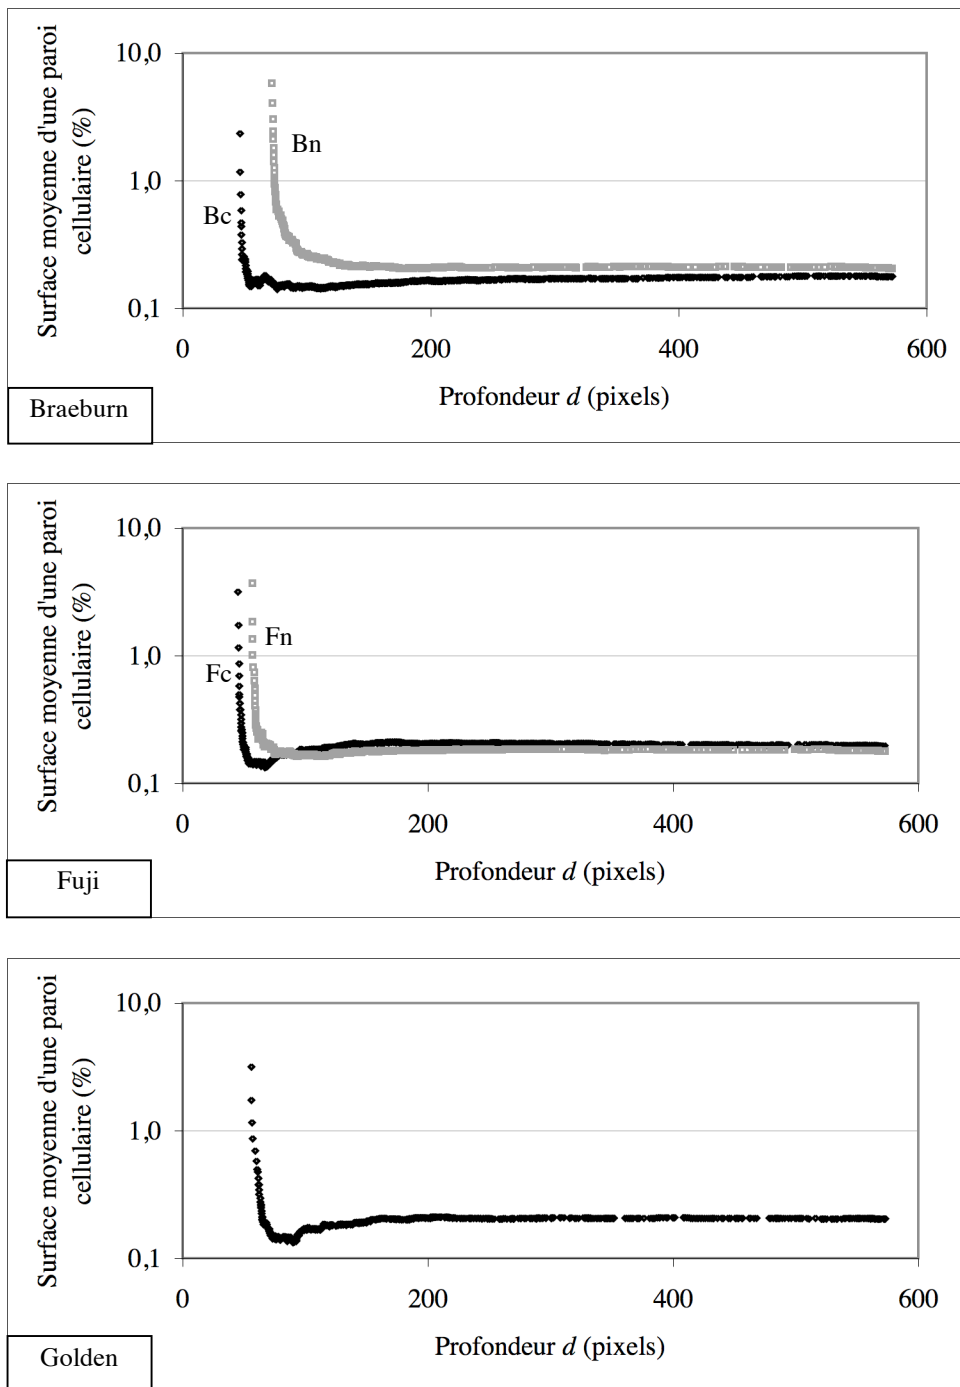 Surface moyenne d'une paroi
cellulaire (%)
10,0
1,0
0,1
Bn
Bc
0
200
400
600
Profondeur d (pixels)
Braeburn
Surface moyenne d'une paroi
cellulaire (%)
10,0
1,0
0,1
Fn
Fc
0
200
400
600
Profondeur d (pixels)
Fuji
Surface moyenne d'une paroi
cellulaire (%)
10,0
1,0
0,1
0
200
400
600
Profondeur d (pixels)
Golden